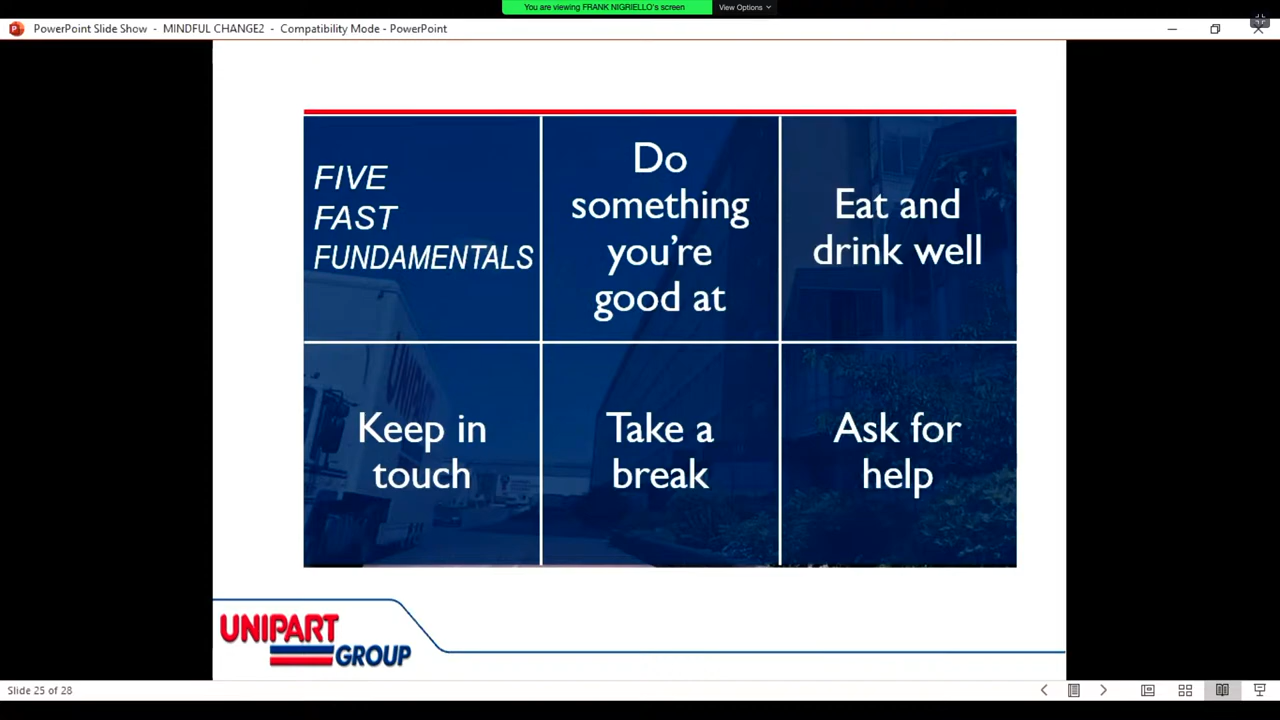 You are viewing FRANK NIGRIELLO's screen
View Options
PowerPoint Slide Show - MINDFUL CHANGE2 - Compatibility Mode - PowerPoint
FIVE
FAST
FUNDAMENTALS
Do
something
you're
good at
Eat and
drink well
Keep in
touch
Take a
break
Ask for
help
UNIPART
GROUP
Slide 25 of 28